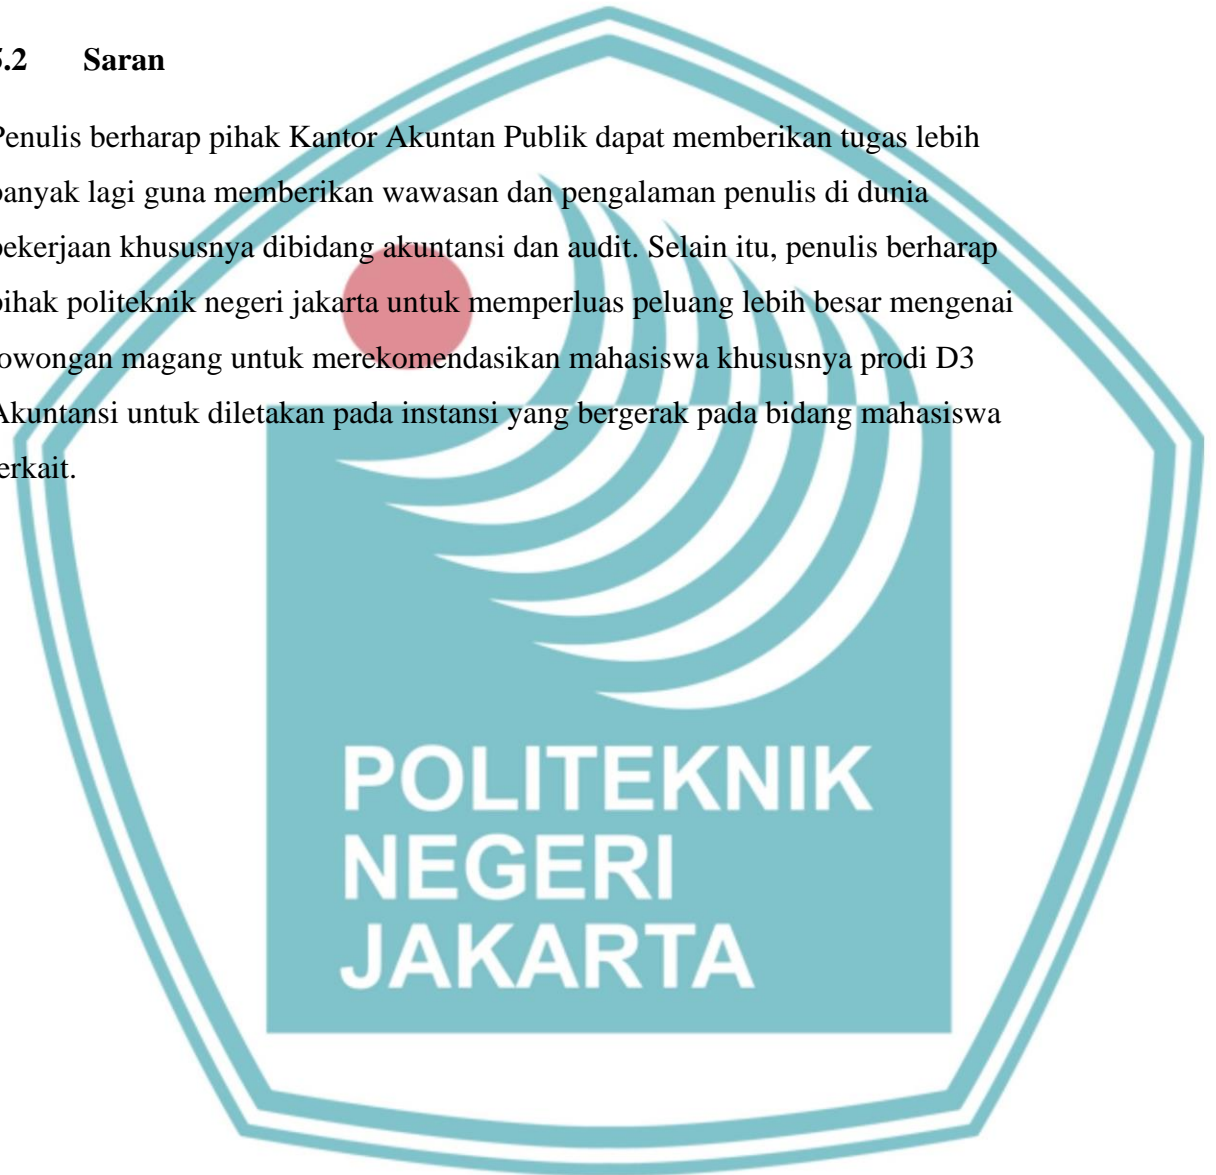 5.2 Saran
Penulis berharap pihak Kantor Akuntan Publik dapat memberikan tugas lebih
banyak lagi guna memberikan wawasan dan pengalaman penulis di dunia
pekerjaan khususnya dibidang akuntansi dan audit. Selain itu, penulis berharap
pihak politeknik negeri jakarta untuk memperluas peluang lebih besar mengenai
lowongan magang untuk merekomendasikan mahasiswa khususnya prodi D3
Akuntansi untuk diletakan pada instansi yang bergerak pada bidang mahasiswa
terkait.
POLITEKNIK
NEGERI
JAKARTA